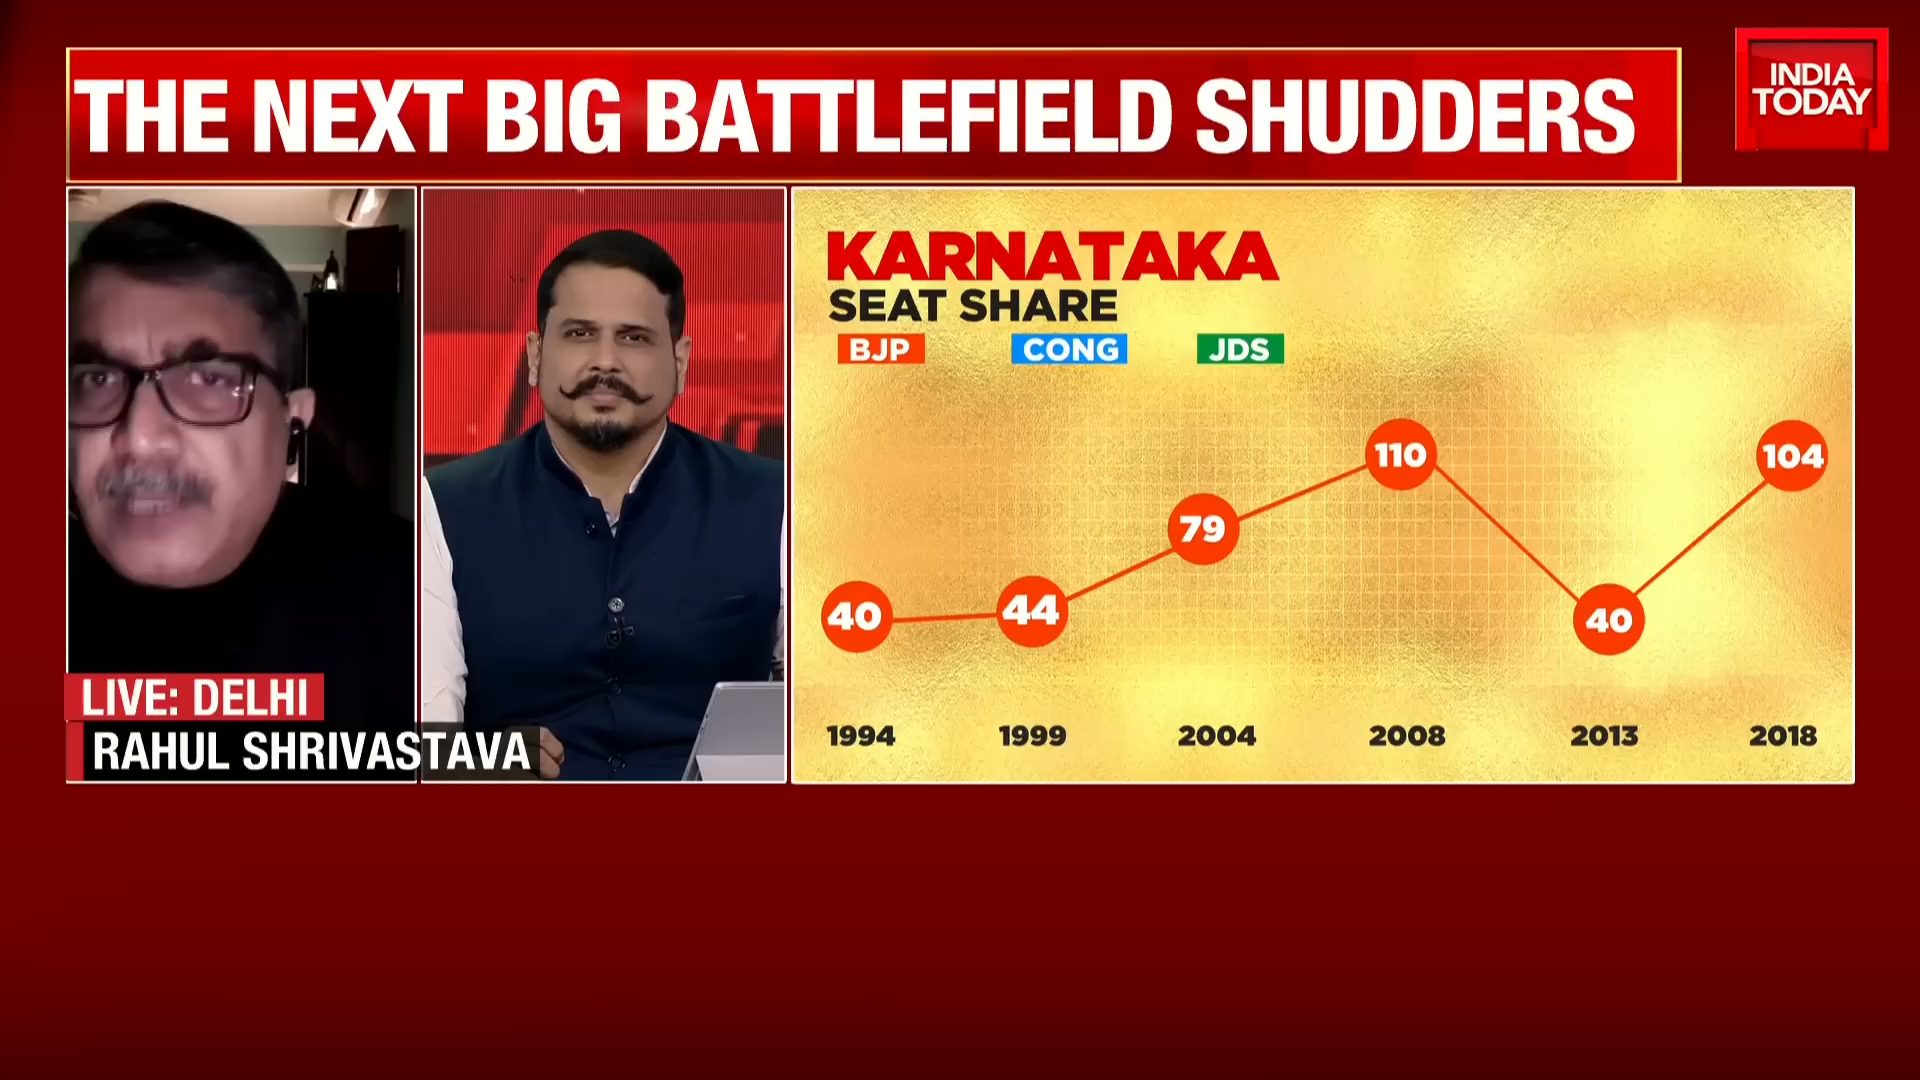 THE NEXT BIG BATTLEFIELD SHUDDERS
INDIA
TODAY
LIVE: DELHI
RAHUL SHRIVASTAVA
KARNATAKA
SEAT SHARE
BJP CONG JDS
40 44 79 110 40 104
1994 1999 2004 2008 2013 2018